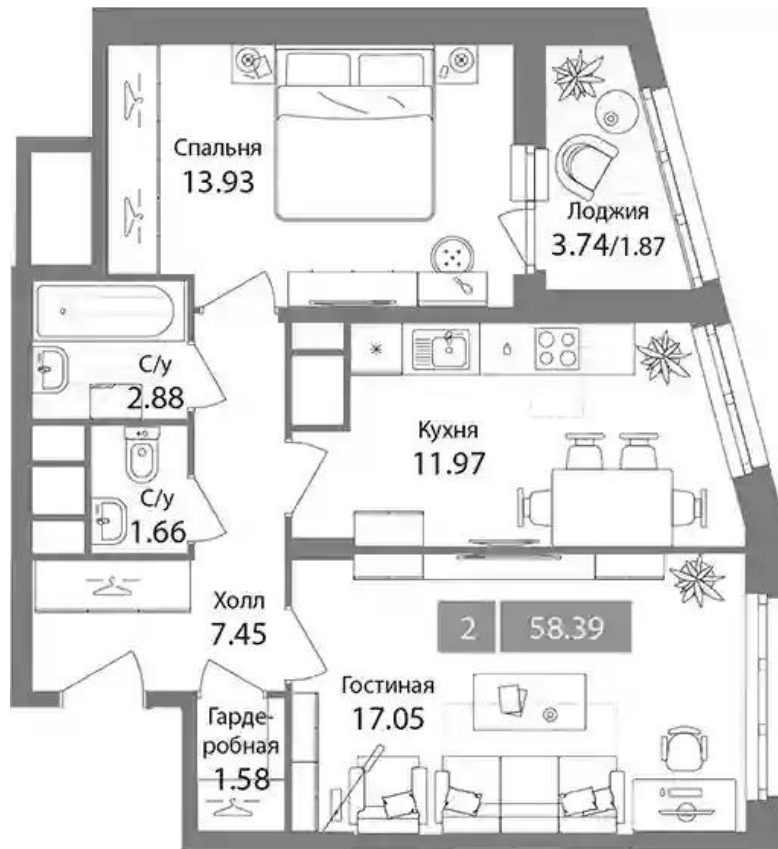 Спальня
13.93
Лоджия
3.74/1.87
С/у
2.88
Кухня
11.97
С/у
1.66
Холл
7.45
2
58.39
Гостиная
17.05
Гарде-
робная
1.58